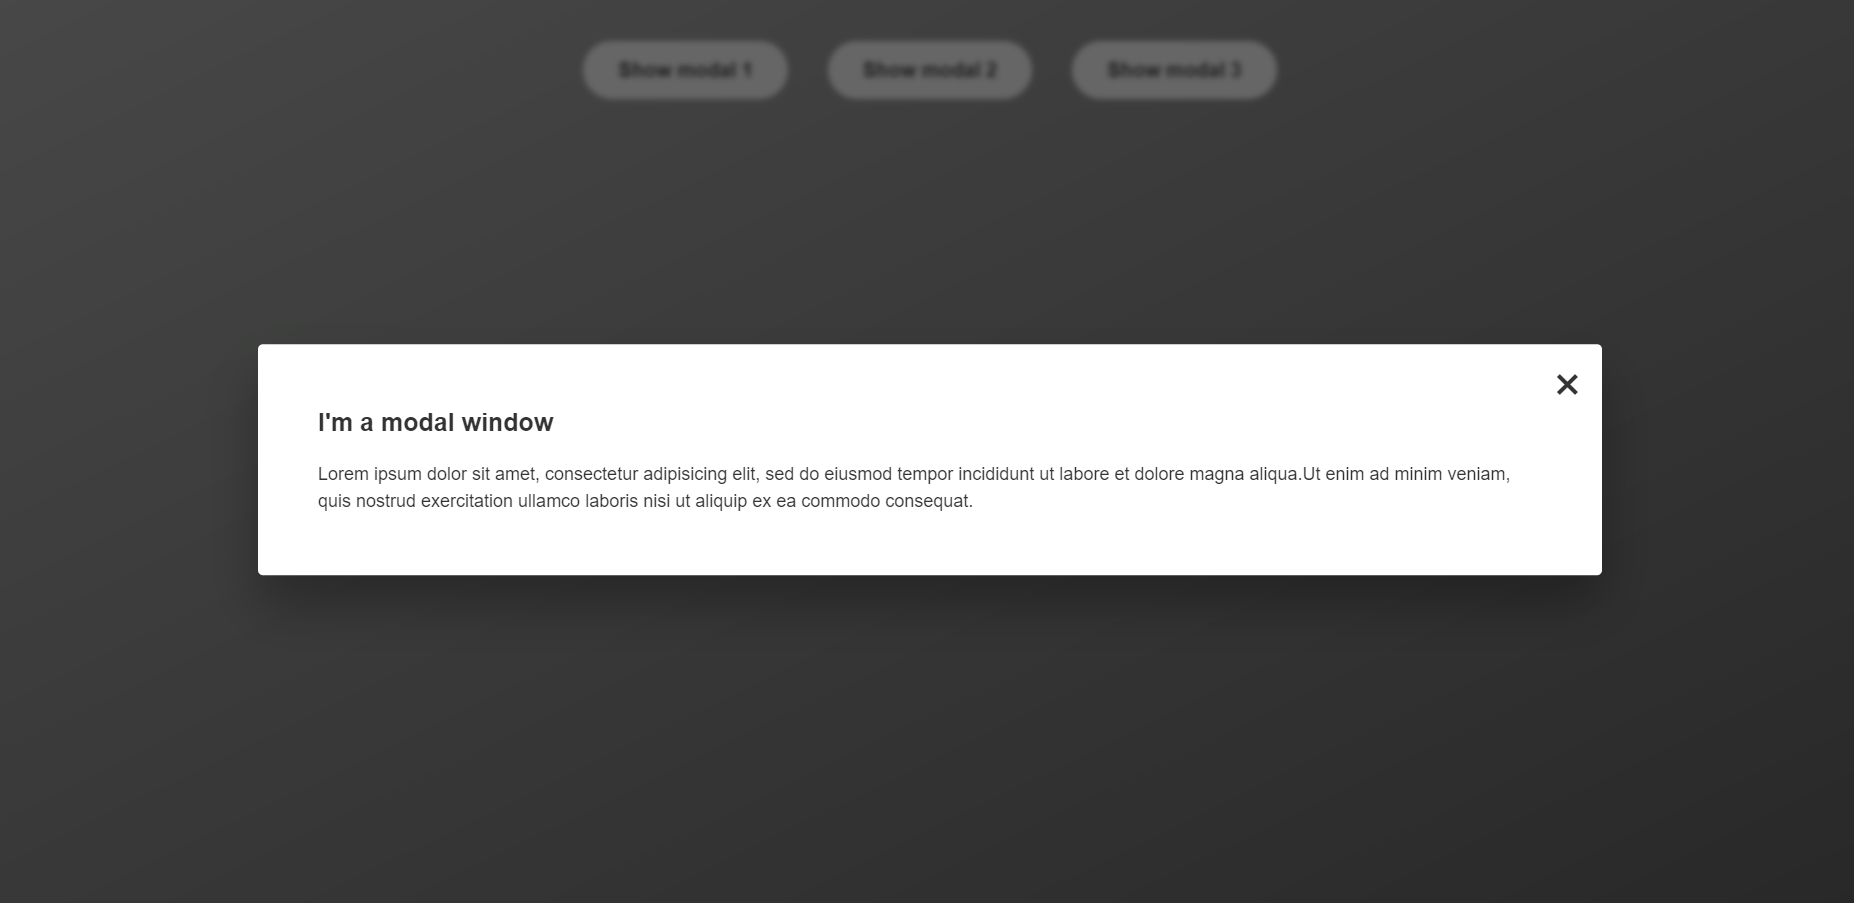 Show modal 1
Show modal 2
Show modal 3
I'm a modal window
Lorem ipsum dolor sit amet, consectetur adipisicing elit, sed do eiusmod tempor incididunt ut labore et dolore magna aliqua.Ut enim ad minim veniam,
quis nostrud exercitation ullamco laboris nisi ut aliquip ex ea commodo consequat.